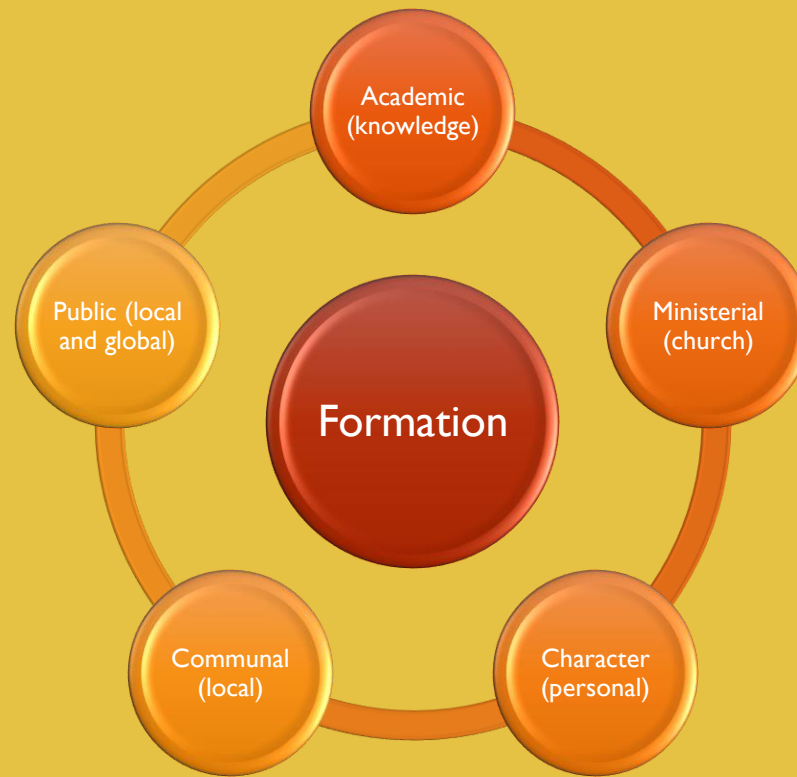 Academic
(knowledge)
Ministerial
(church)
Character
(personal)
Communal
(local)
Public (local
and global)
Formation